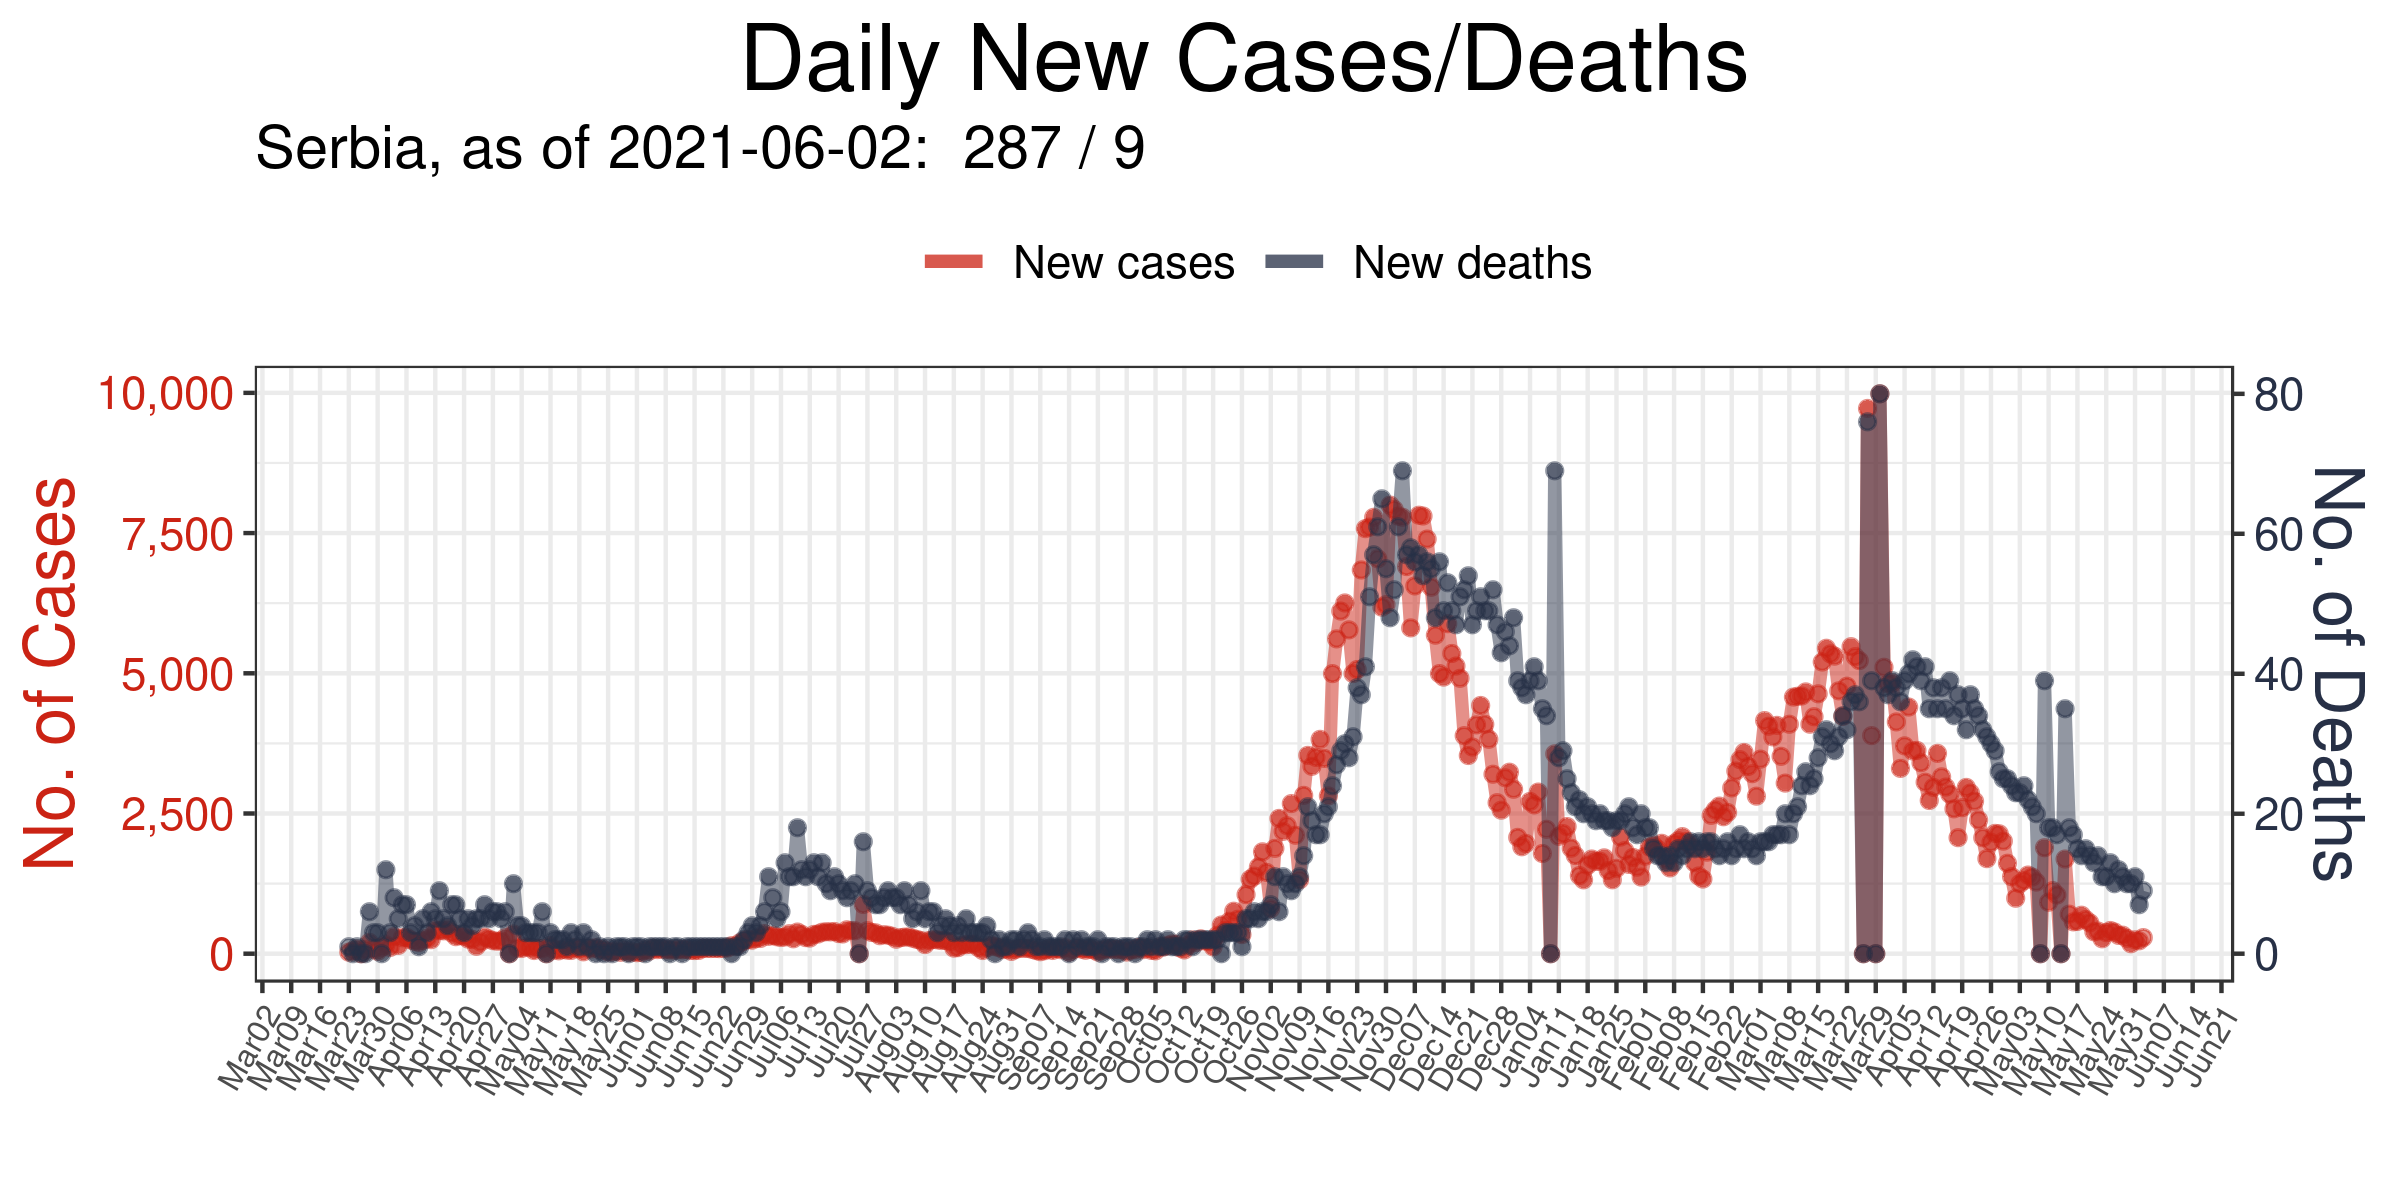 Daily New Cases/Deaths
Serbia, as of 2021-06-02:  287 / 9
New cases
New deaths
No. of Cases
10,000
7,500
5,000
2,500
0
80
60
40
20
0
No. of Deaths
Mar02
Mar09
Mar16
Mar23
Mar30
Apr06
Apr13
Apr20
Apr27
May04
May11
May18
May25
Jun01
Jun08
Jun15
Jun22
Jun29
Jul06
Jul13
Jul20
Jul27
Aug03
Aug10
Aug17
Aug24
Aug31
Sep07
Sep14
Sep21
Sep28
Oct05
Oct12
Oct19
Oct26
Nov02
Nov09
Nov16
Nov23
Nov30
Dec07
Dec14
Dec21
Dec28
Jan04
Jan11
Jan18
Jan25
Feb01
Feb08
Feb15
Feb22
Mar01
Mar08
Mar15
Mar22
Mar29
Apr05
Apr12
Apr19
Apr26
May03
May10
May17
May24
May31
Jun07
Jun14
Jun21